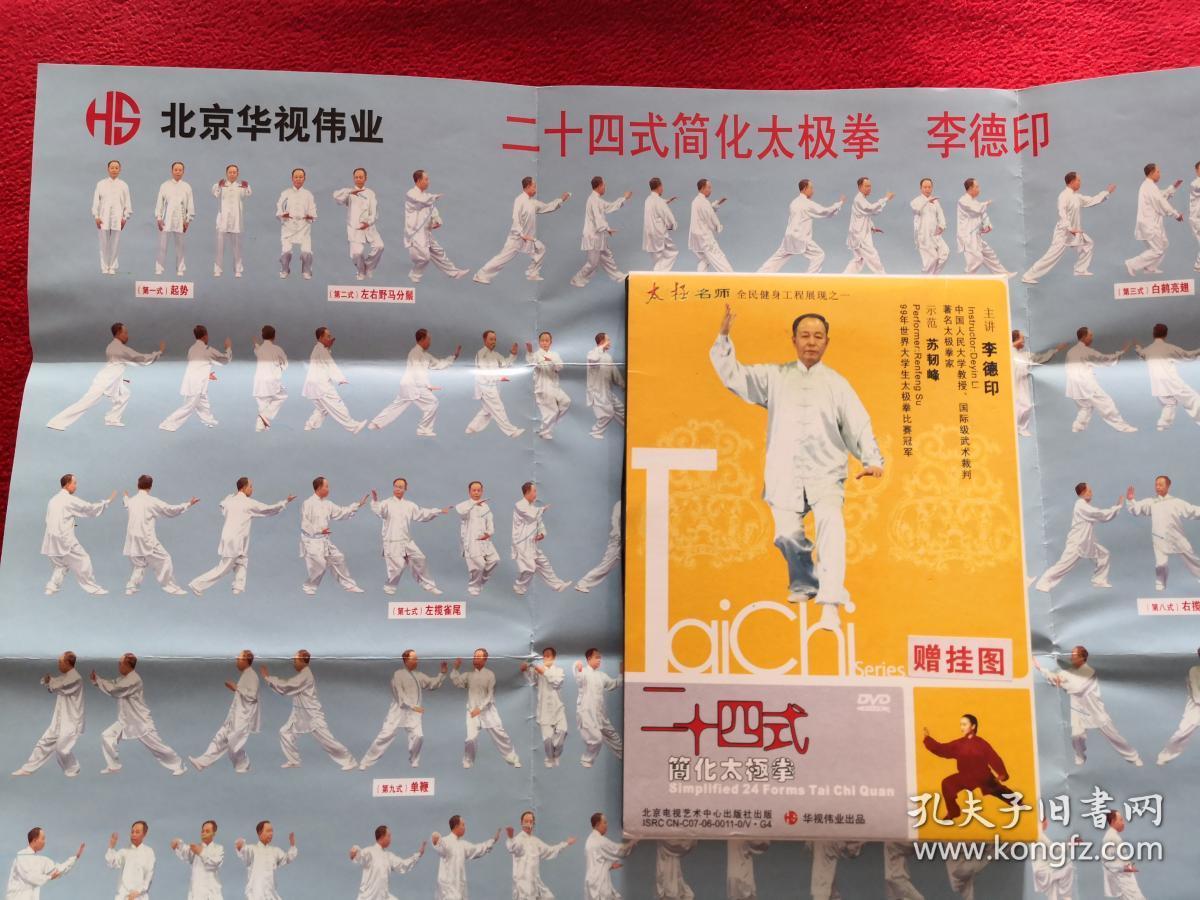 HS 北京华视伟业
二十四式简化太极拳 李德印
(第一式) 起势
(第二式) 左右野马分鬃
(第三式) 白鹤亮翅
(第七式) 左揽雀尾
(第八式) 右揽
(第九式) 单鞭
太极名师 全民健身工程展现之一
主讲 李德印
Instructor:Deyin Li
中国人民大学教授、国际级武术裁判
著名太极拳家
示范 苏韧峰
Performer:Renfeng Su
99年世界大学生太极拳比赛冠军
TaiChi
Series
赠挂图
二十四式
DVD
簡化太極拳
Simplified 24 Forms Tai Chi Quan
北京电视艺术中心出版社出版
ISRC CN-C07-06-0011-0/V·G4
HS 华视伟业出品
孔夫子旧書网
www.kongfz.com